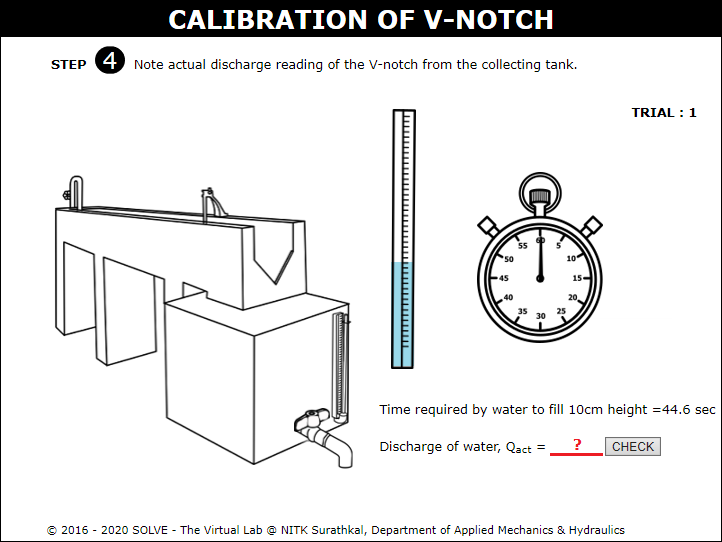 CALIBRATION OF V-NOTCH
STEP 4 Note actual discharge reading of the V-notch from the collecting tank.
TRIAL : 1
60
55 5
50 10
45 15
40 20
35 25
30
Time required by water to fill 10cm height =44.6 sec
Discharge of water, Qact = ? CHECK
© 2016 - 2020 SOLVE - The Virtual Lab @ NITK Surathkal, Department of Applied Mechanics & Hydraulics